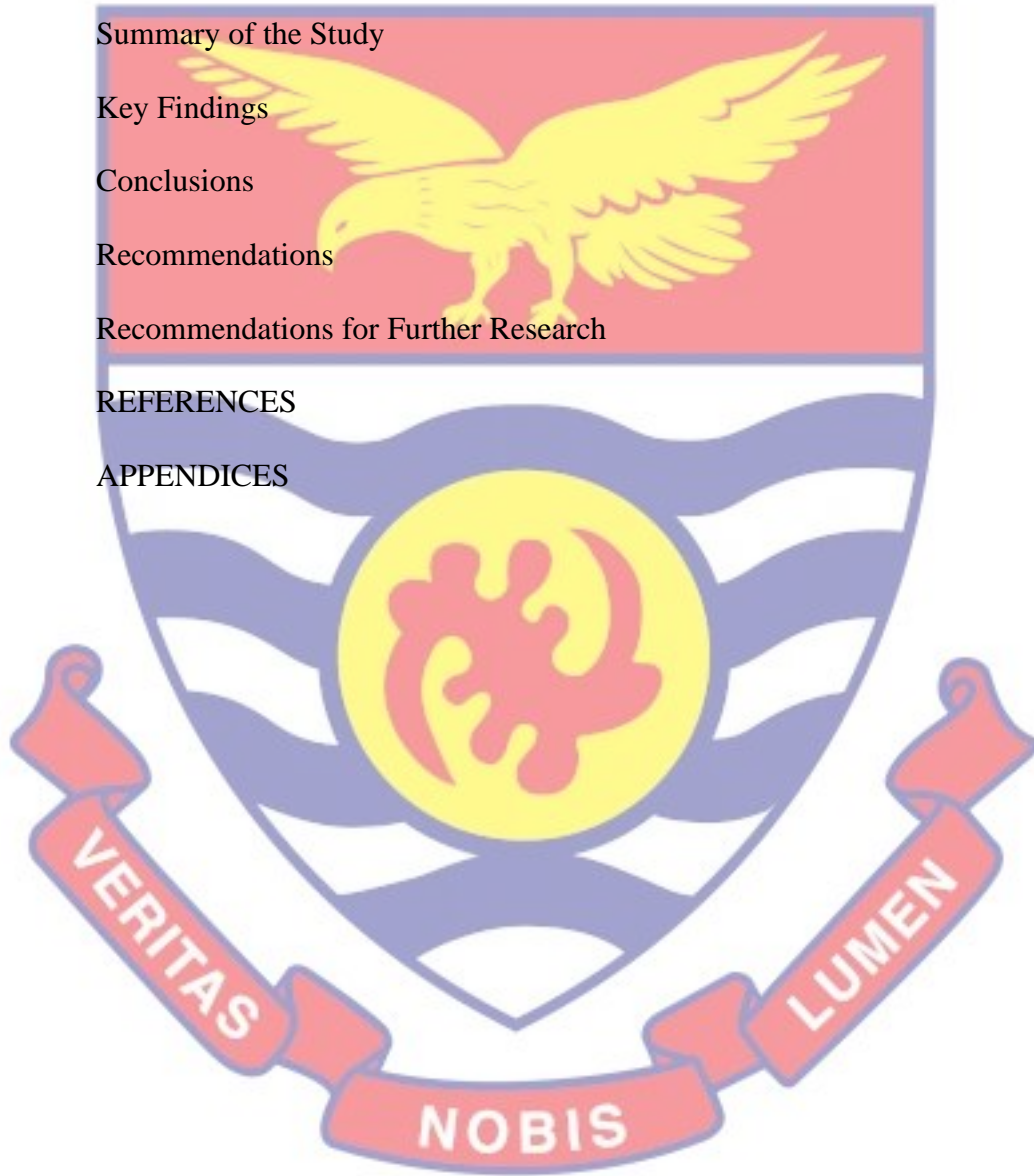 Summary of the Study
Key Findings
Conclusions
Recommendations
Recommendations for Further Research
REFERENCES
APPENDICES
VERITAS
NOBIS
LUMEN